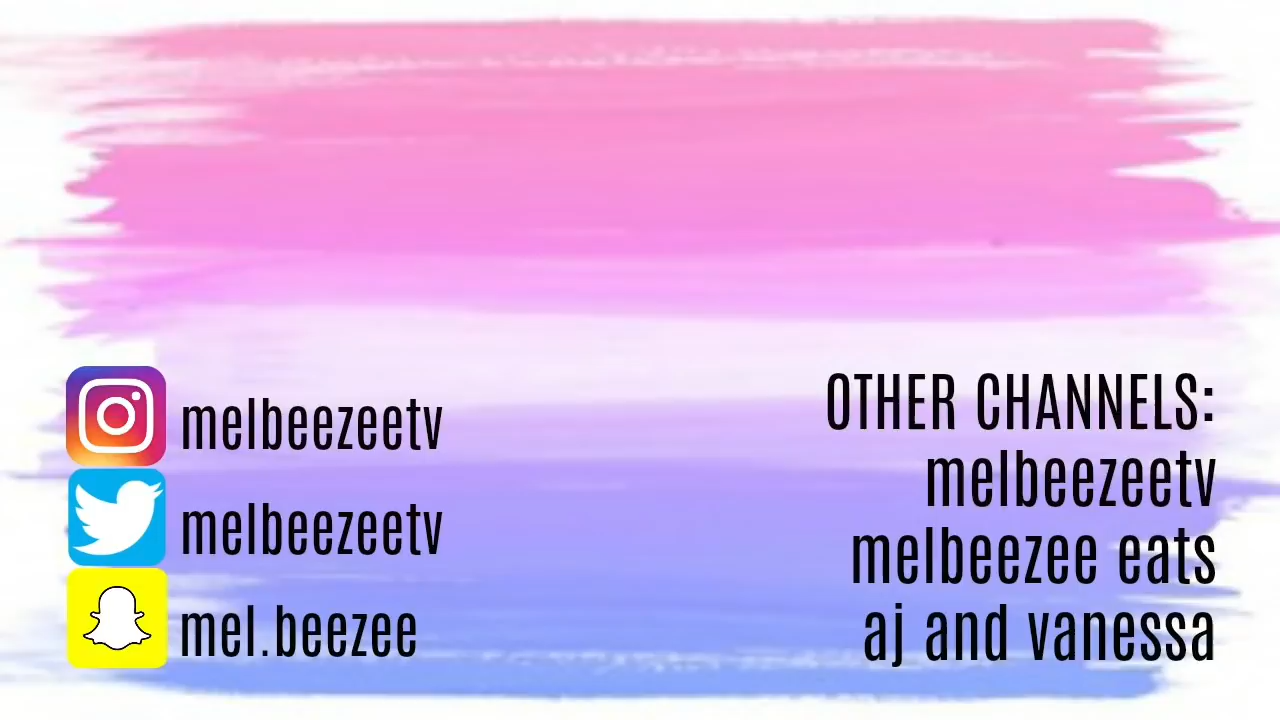 melbeezeetv
melbeezeetv
mel.beezee
OTHER CHANNELS:
melbeezeetv
melbeezee eats
aj and vanessa